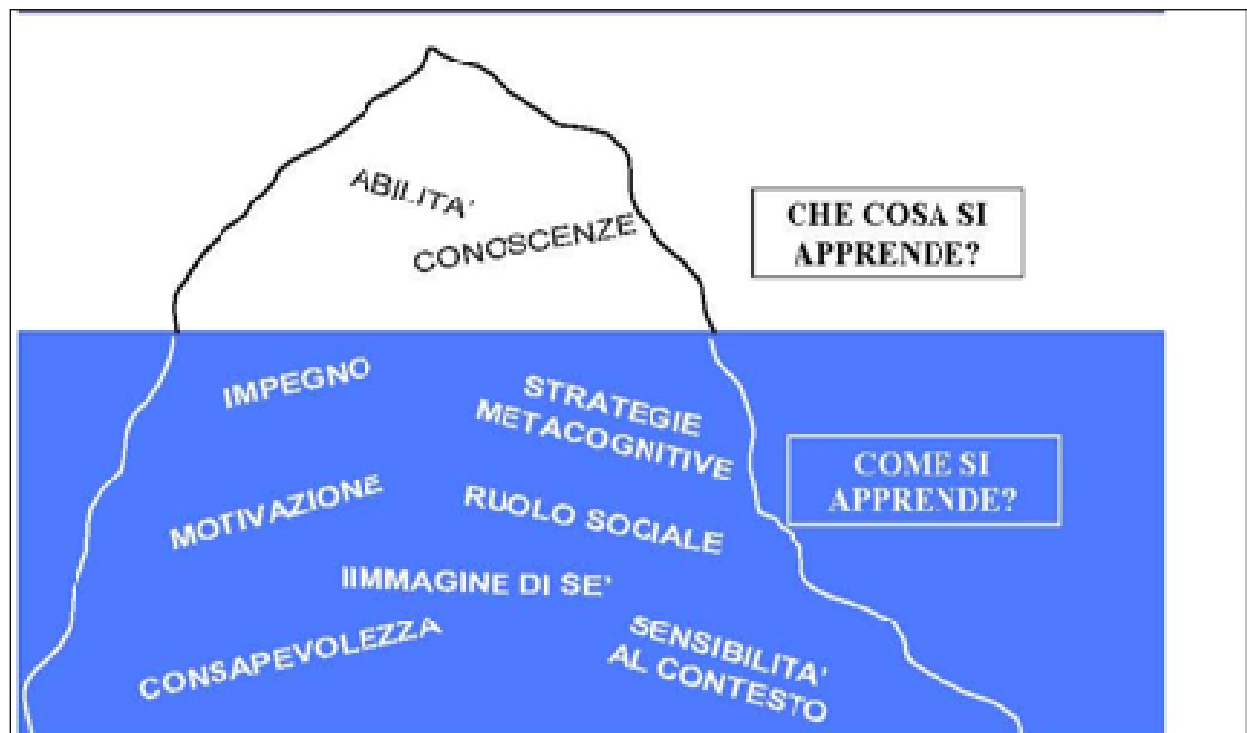 ABILITA'
CONOSCENZE
CHE COSA SI
APPRENDE?
IMPEGNO
STRATEGIE
METACOGNITIVE
COME SI
APPRENDE?
MOTIVAZIONE
RUOLO SOCIALE
IIMMAGINE DI SE'
CONSAPEVOLEZZA
SENSIBILITA'
AL CONTESTO